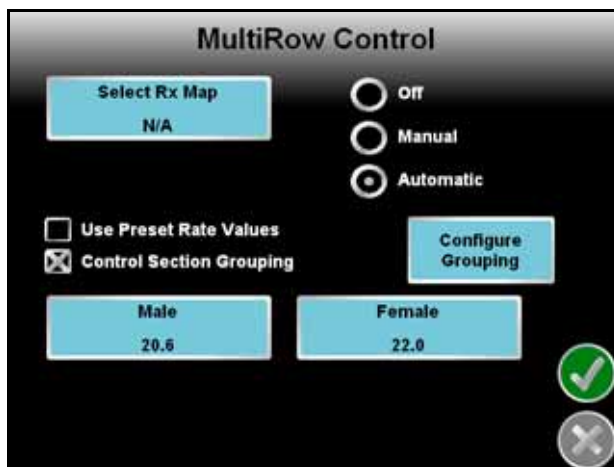 MultiRow Control
Select Rx Map
N/A
Off
Manual
Automatic
Use Preset Rate Values
Control Section Grouping
Configure
Grouping
Male
20.6
Female
22.0